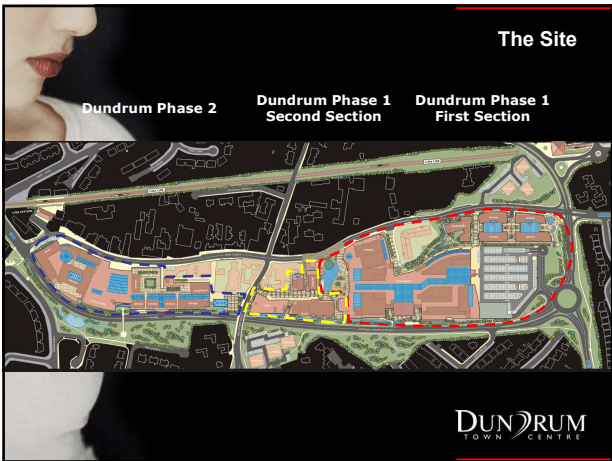 The Site
Dundrum Phase 2
Dundrum Phase 1
Second Section
Dundrum Phase 1
First Section
DUNDRUM
TOWN CENTRE